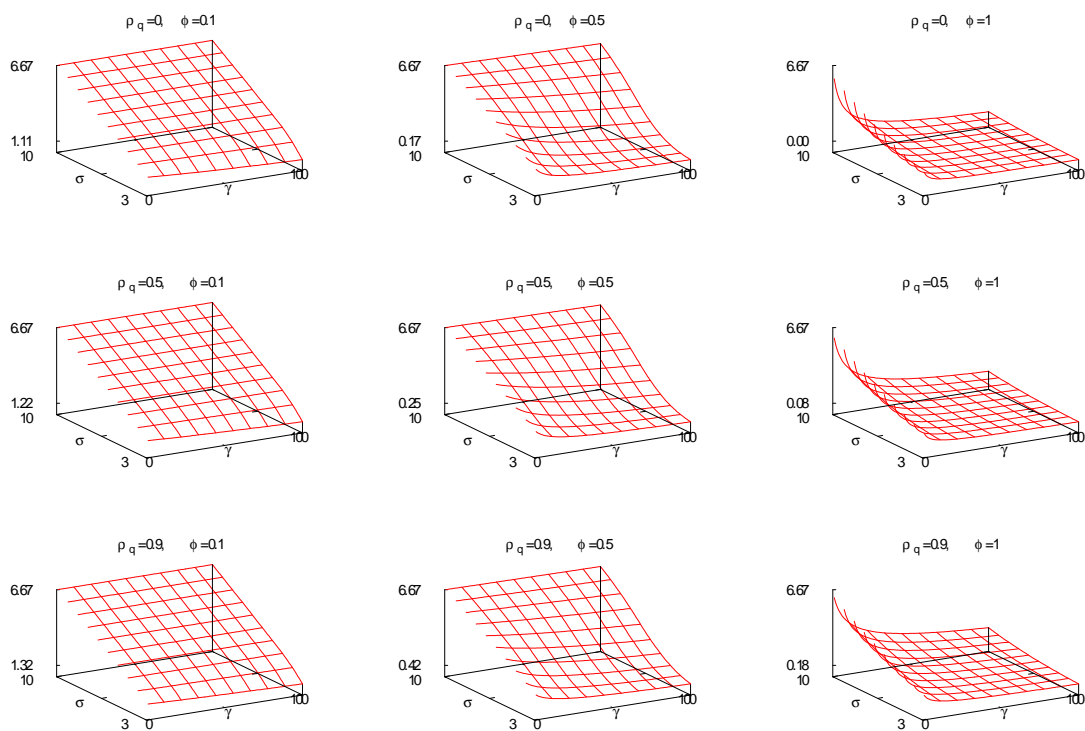 ρ q =0, ϕ =0.1
6.67
1.11
10
σ
3
0
γ
100
ρ q =0, ϕ =0.5
6.67
0.17
10
σ
3
0
γ
100
ρ q =0, ϕ =1
6.67
0.00
10
σ
3
0
γ
100
ρ q =0.5, ϕ =0.1
6.67
1.22
10
σ
3
0
γ
100
ρ q =0.5, ϕ =0.5
6.67
0.25
10
σ
3
0
γ
100
ρ q =0.5, ϕ =1
6.67
0.08
10
σ
3
0
γ
100
ρ q =0.9, ϕ =0.1
6.67
1.32
10
σ
3
0
γ
100
ρ q =0.9, ϕ =0.5
6.67
0.42
10
σ
3
0
γ
100
ρ q =0.9, ϕ =1
6.67
0.18
10
σ
3
0
γ
100